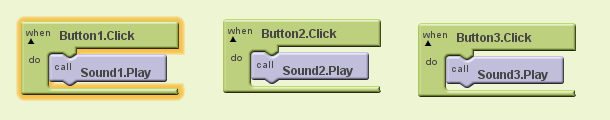 when Button1.Click
do call Sound1.Play
when Button2.Click
do call Sound2.Play
when Button3.Click
do call Sound3.Play